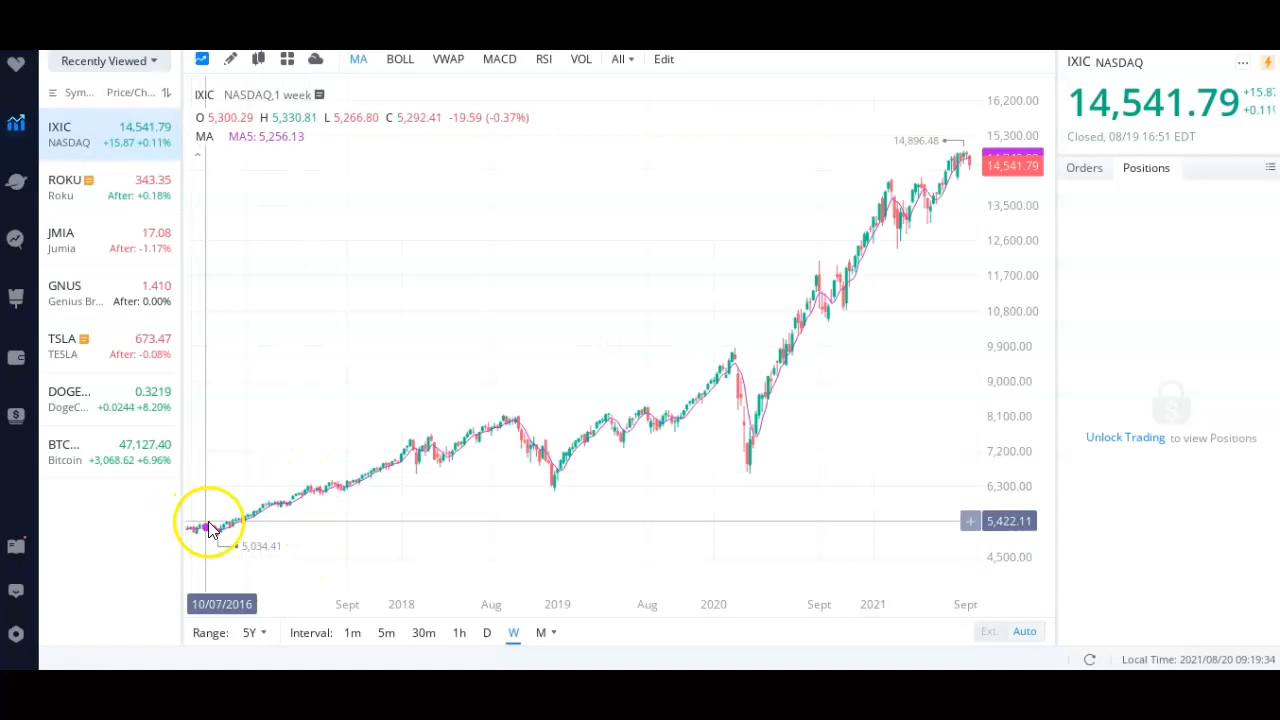 Recently Viewed
MA BOLL VWAP MACD RSI VOL All Edit
Sym... Price/Ch...
IXIC 14,541.79
NASDAQ +15.87 +0.11%
ROKU 343.35
Roku After: +0.18%
JMIA 17.08
Jumia After: -1.17%
GNUS 1.410
Genius Br... After: 0.00%
TSLA 673.47
TESLA After: -0.08%
DOGE... 0.3219
DogeC... +0.0244 +8.20%
BTC... 47,127.40
Bitcoin +3,068.62 +6.96%
IXIC NASDAQ,1 week
O 5,300.29 H 5,330.81 L 5,266.80 C 5,292.41 -19.59 (-0.37%)
MA MA5: 5,256.13
14,896.48
5,034.41
16,200.00
15,300.00
14,541.79
13,500.00
12,600.00
11,700.00
10,800.00
9,900.00
9,000.00
8,100.00
7,200.00
6,300.00
5,422.11
4,500.00
10/07/2016 Sept 2018 Aug 2019 Aug 2020 Sept 2021 Sept
Range: 5Y Interval: 1m 5m 30m 1h D W M
Ext. Auto
IXIC NASDAQ
14,541.79 +15.87
+0.11%
Closed, 08/19 16:51 EDT
Orders Positions
Unlock Trading to view Positions
Local Time: 2021/08/20 09:19:34